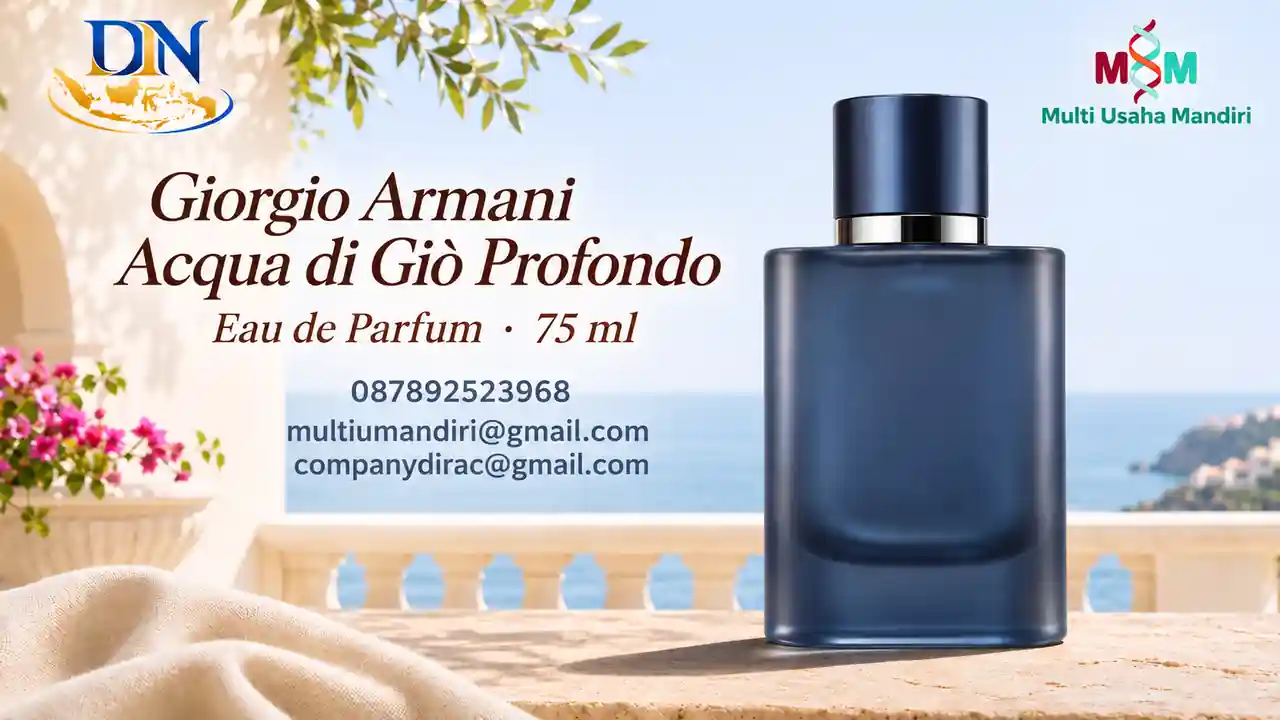 DIN
MSM
Multi Usaha Mandiri
Giorgio Armani
Acqua di Giò Profondo
Eau de Parfum · 75 ml
087892523968
multiumandiri@gmail.com
companydirac@gmail.com